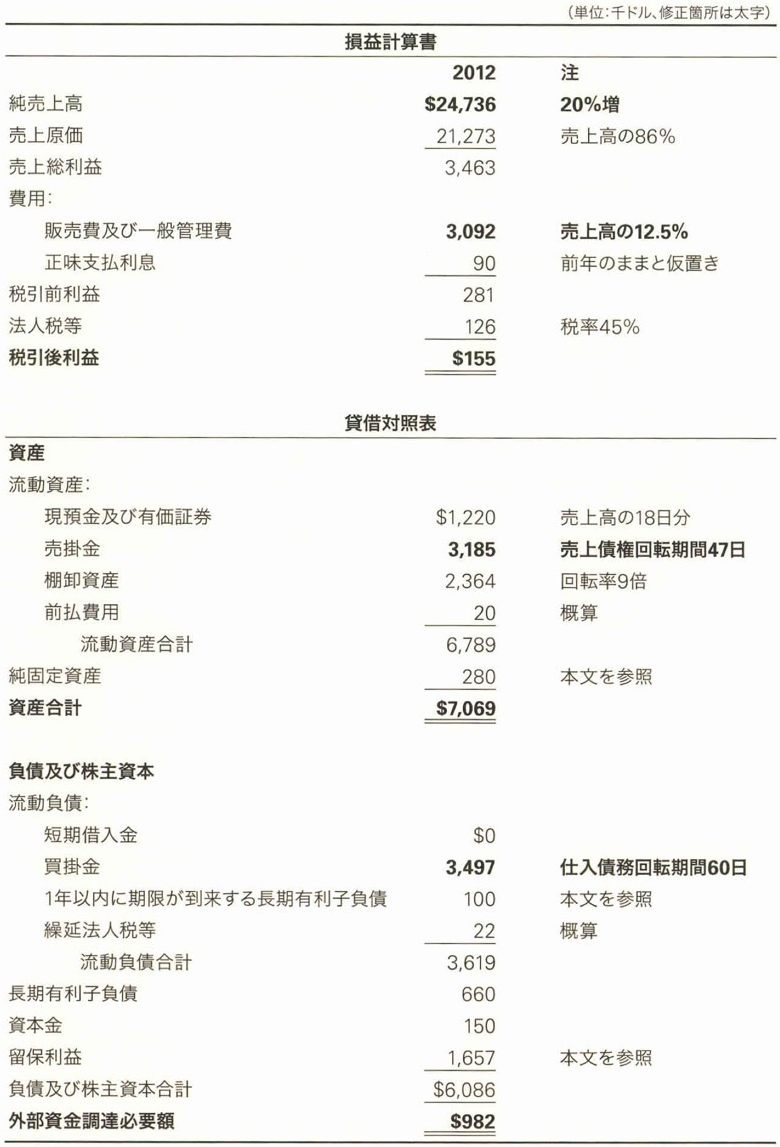 (単位:千ドル、修正箇所は太字)
損益計算書
2012 注
純売上高 $24,736 20%増
売上原価 21,273 売上高の86%
売上総利益 3,463
費用:
販売費及び一般管理費 3,092 売上高の12.5%
正味支払利息 90 前年のままと仮置き
税引前利益 281
法人税等 126 税率45%
税引後利益 $155
貸借対照表
資産
流動資産:
現預金及び有価証券 $1,220 売上高の18日分
売掛金 3,185 売上債権回転期間47日
棚卸資産 2,364 回転率9倍
前払費用 20 概算
流動資産合計 6,789
純固定資産 280 本文を参照
資産合計 $7,069
負債及び株主資本
流動負債:
短期借入金 $0
買掛金 3,497 仕入債務回転期間60日
1年以内に期限が到来する長期有利子負債 100 本文を参照
繰延法人税等 22 概算
流動負債合計 3,619
長期有利子負債 660
資本金 150
留保利益 1,657 本文を参照
負債及び株主資本合計 $6,086
外部資金調達必要額 $982